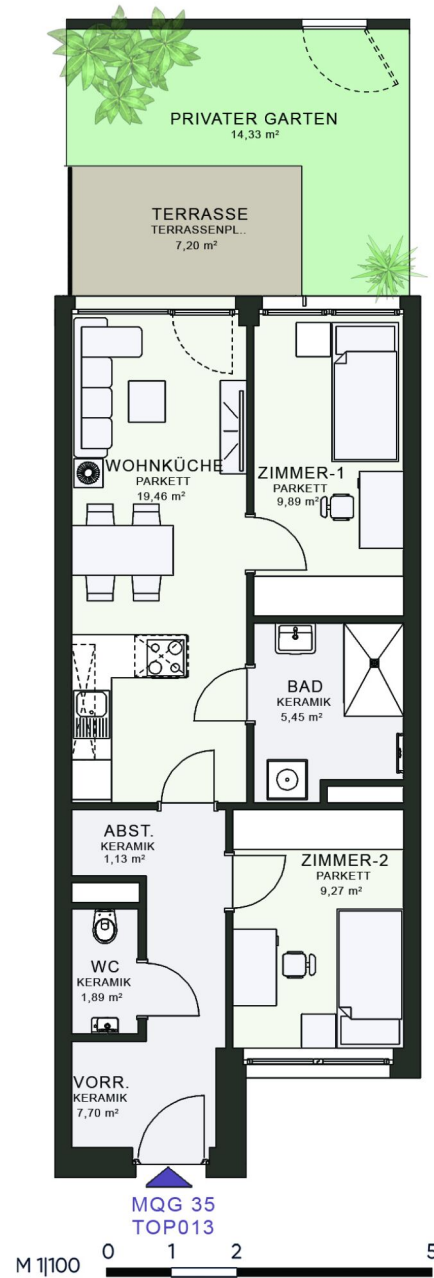 PRIVATER GARTEN
14,33 m²
TERRASSE
TERRASSENPL..
7,20 m²
WOHNKÜCHE
PARKETT
19,46 m²
ZIMMER-1
PARKETT
9,89 m²
BAD
KERAMIK
5,45 m²
ABST.
KERAMIK
1,13 m²
ZIMMER-2
PARKETT
9,27 m²
WC
KERAMIK
1,89 m²
VORR.
KERAMIK
7,70 m²
MQG 35
TOP013
M 1|100 0 1 2 5